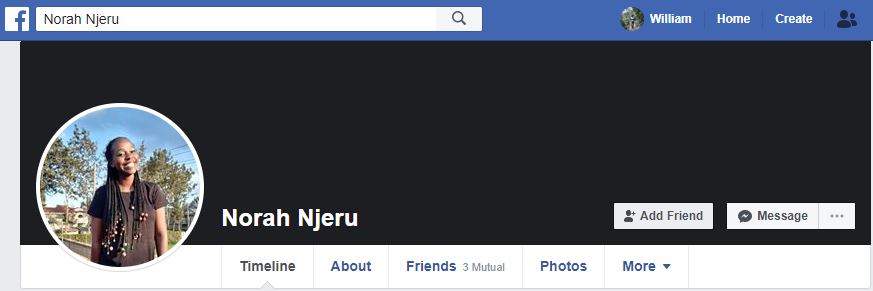 f Norah Njeru William Home Create
Norah Njeru Add Friend Message ...
Timeline About Friends 3 Mutual Photos More